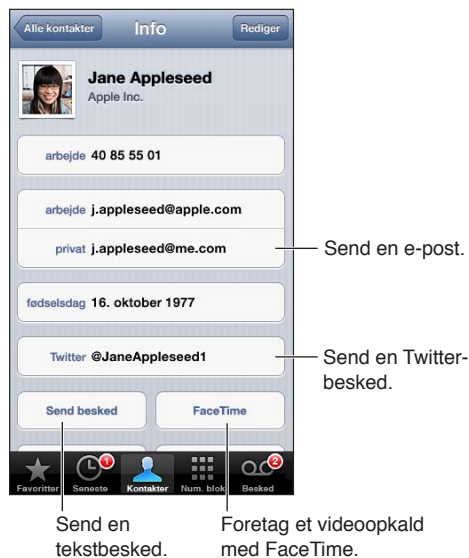 Alle kontakter Info Rediger
Jane Appleseed
Apple Inc.
arbejde 40 85 55 01
arbejde j.appleseed@apple.com
privat j.appleseed@me.com
Send en e-post.
fødselsdag 16. oktober 1977
Twitter @JaneAppleseed1
Send en Twitter-
besked.
Send besked FaceTime
1 2
Favoritter Seneste Kontakter Num. blok Besked
Send en
tekstbesked.
Foretag et videoopkald
med FaceTime.